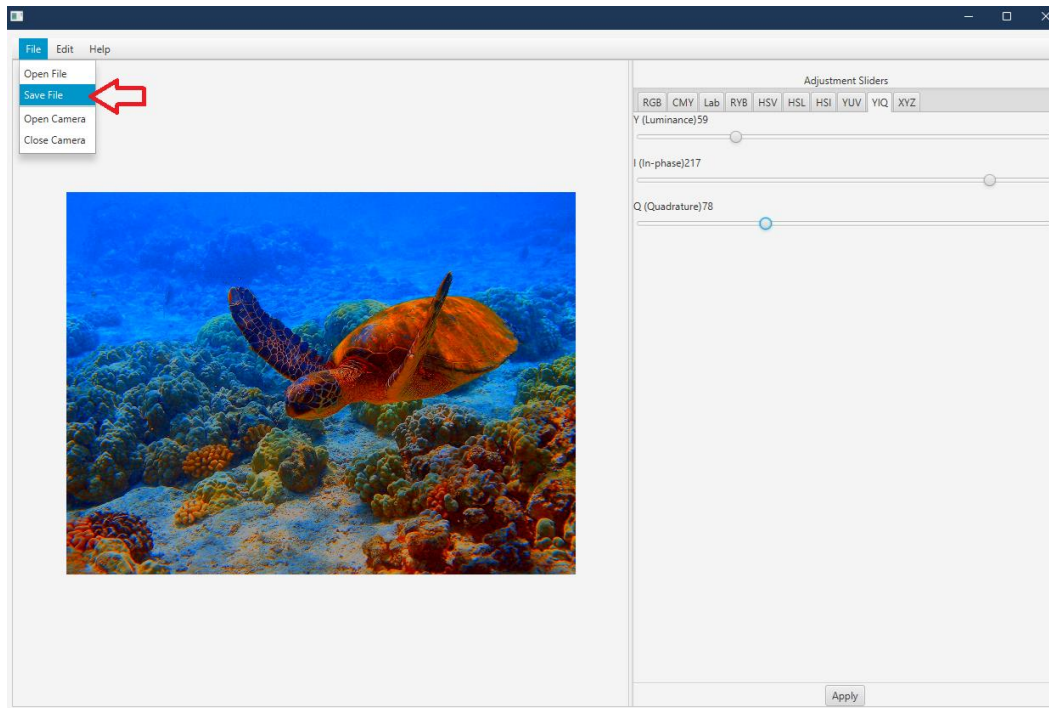 File Edit Help
Open File
Save File
Open Camera
Close Camera
Adjustment Sliders
RGB CMY Lab RYB HSV HSL HSI YUV YIQ XYZ
Y (Luminance)59
I (In-phase)217
Q (Quadrature)78
Apply